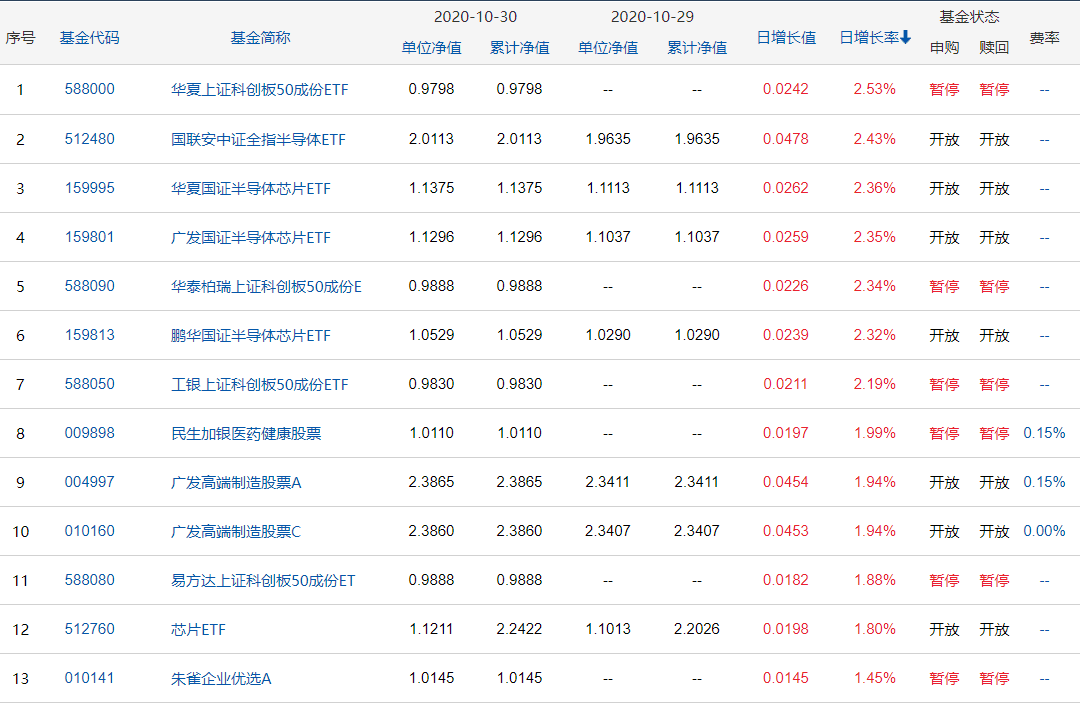 序号 基金代码 基金简称 2020-10-30 2020-10-29 日增长值 日增长率⬇ 基金状态 费率
单位净值 累计净值 单位净值 累计净值 申购 赎回
1 588000 华夏上证科创板50成份ETF 0.9798 0.9798 -- -- 0.0242 2.53% 暂停 暂停 --
2 512480 国联安中证全指半导体ETF 2.0113 2.0113 1.9635 1.9635 0.0478 2.43% 开放 开放 --
3 159995 华夏国证半导体芯片ETF 1.1375 1.1375 1.1113 1.1113 0.0262 2.36% 开放 开放 --
4 159801 广发国证半导体芯片ETF 1.1296 1.1296 1.1037 1.1037 0.0259 2.35% 开放 开放 --
5 588090 华泰柏瑞上证科创板50成份E 0.9888 0.9888 -- -- 0.0226 2.34% 暂停 暂停 --
6 159813 鹏华国证半导体芯片ETF 1.0529 1.0529 1.0290 1.0290 0.0239 2.32% 开放 开放 --
7 588050 工银上证科创板50成份ETF 0.9830 0.9830 -- -- 0.0211 2.19% 暂停 暂停 --
8 009898 民生加银医药健康股票 1.0110 1.0110 -- -- 0.0197 1.99% 暂停 暂停 0.15%
9 004997 广发高端制造股票A 2.3865 2.3865 2.3411 2.3411 0.0454 1.94% 开放 开放 0.15%
10 010160 广发高端制造股票C 2.3860 2.3860 2.3407 2.3407 0.0453 1.94% 开放 开放 0.00%
11 588080 易方达上证科创板50成份ET 0.9888 0.9888 -- -- 0.0182 1.88% 暂停 暂停 --
12 512760 芯片ETF 1.1211 2.2422 1.1013 2.2026 0.0198 1.80% 开放 开放 --
13 010141 朱雀企业优选A 1.0145 1.0145 -- -- 0.0145 1.45% 暂停 暂停 --